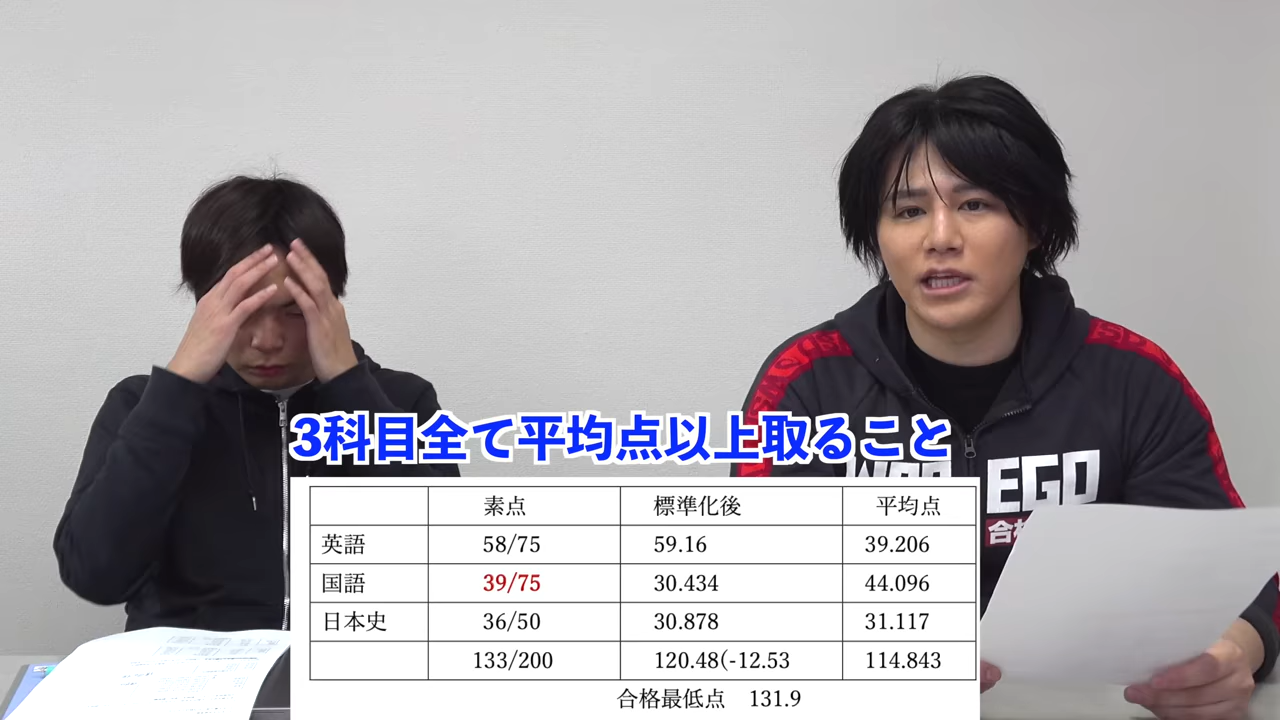 3科目全て平均点以上取ること
EGO
合
素点 標準化後 平均点
英語 58/75 59.16 39.206
国語 39/75 30.434 44.096
日本史 36/50 30.878 31.117
133/200 120.48(-12.53 114.843
合格最低点 131.9